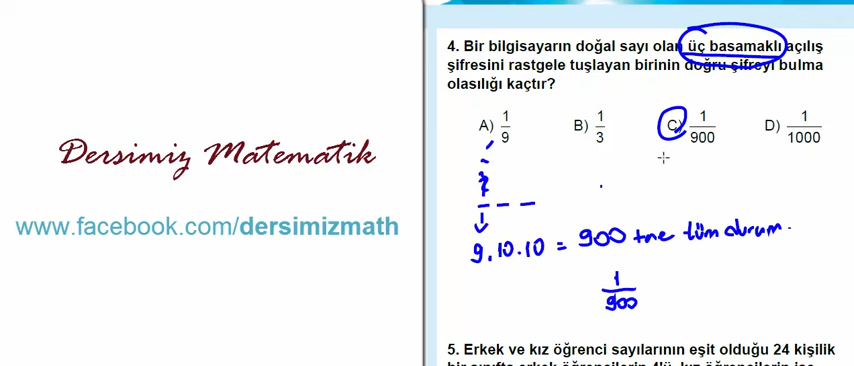 Dersimiz Matematik
www.facebook.com/dersimizmath
4. Bir bilgisayarın doğal sayı olan üç basamaklı açılış
şifresini rastgele tuşlayan birinin doğru şifreyi bulma
olasılığı kaçtır?
A) 1/9 B) 1/3 C) 1/900 D) 1/1000
9.10.10 = 900 tne tüm durum.
1/900
5. Erkek ve kız öğrenci sayılarının eşit olduğu 24 kişilik